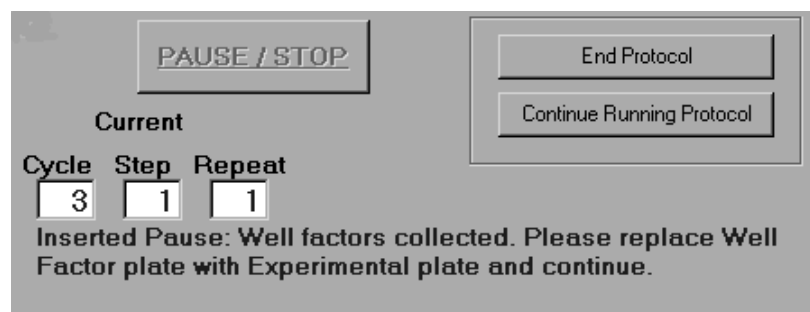 PAUSE / STOP
End Protocol
Continue Running Protocol
Current
Cycle Step Repeat
3 1 1
Inserted Pause: Well factors collected. Please replace Well
Factor plate with Experimental plate and continue.